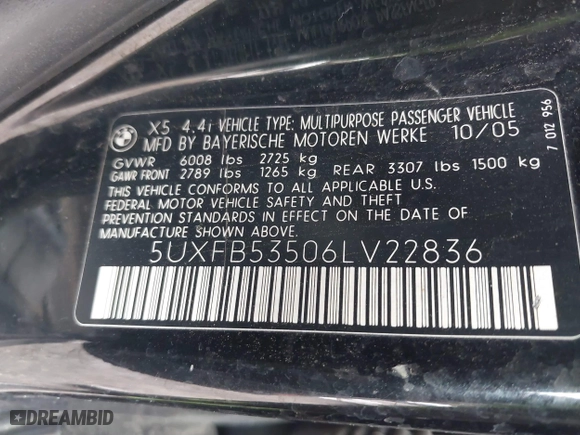 X5 4.4i VEHICLE TYPE: MULTIPURPOSE PASSENGER VEHICLE
MFD BY BAYERISCHE MOTOREN WERKE 10/05
GVWR 6008 lbs 2725 kg
GAWR FRONT 2789 lbs 1265 kg REAR 3307 lbs 1500 kg
THIS VEHICLE CONFORMS TO ALL APPLICABLE U.S.
FEDERAL MOTOR VEHICLE SAFETY AND THEFT
PREVENTION STANDARDS IN EFFECT ON THE DATE
OF MANUFACTURE SHOWN ABOVE.
5UXFB53506LV22836
7 012 956
DREAMBID